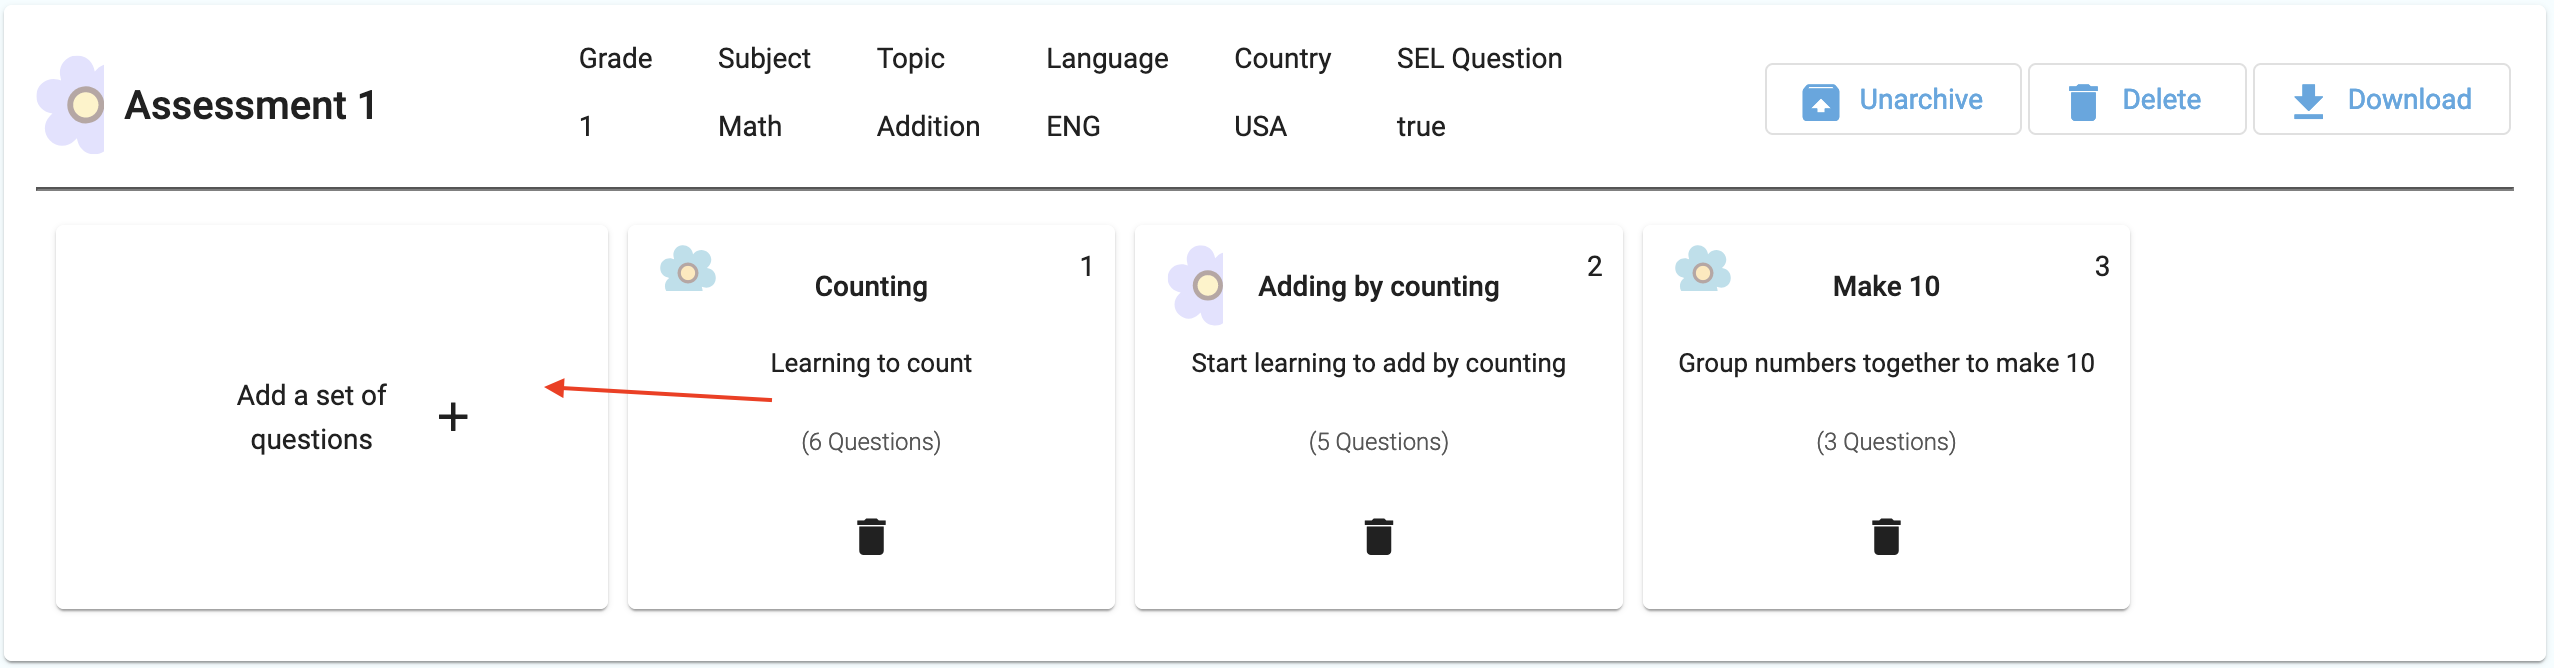 Assessment 1
Grade Subject Topic Language Country SEL Question
1 Math Addition ENG USA true
Unarchive Delete Download
Add a set of
questions
1
Counting
Learning to count
(6 Questions)
2
Adding by counting
Start learning to add by counting
(5 Questions)
3
Make 10
Group numbers together to make 10
(3 Questions)